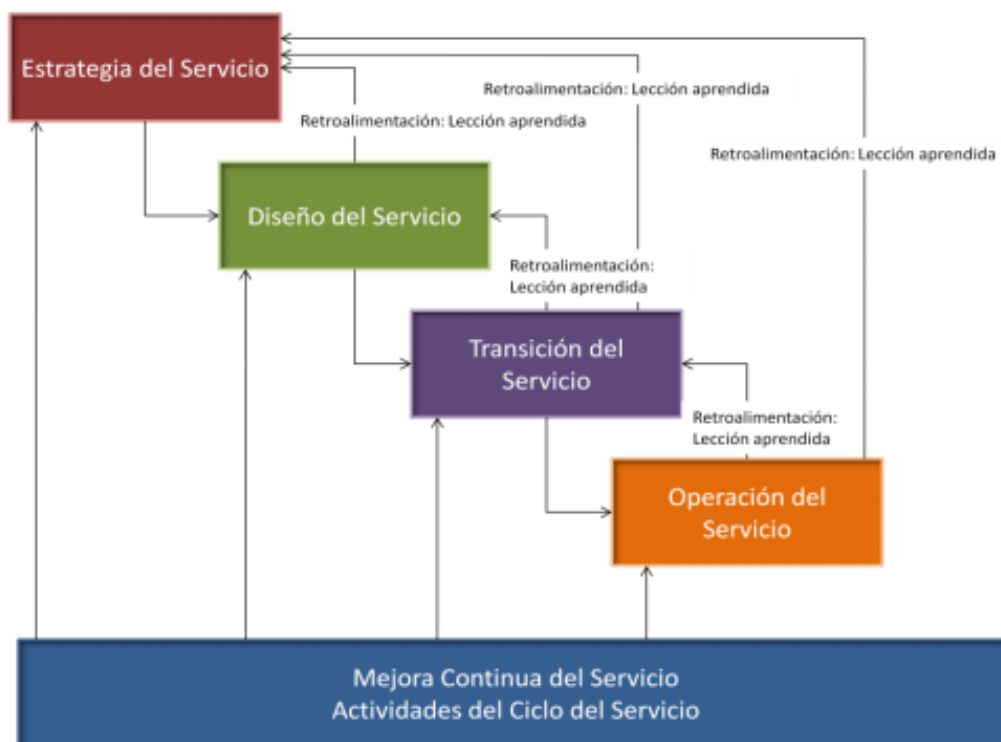 Estrategia del Servicio
Retroalimentación: Lección aprendida
Retroalimentación: Lección aprendida
Retroalimentación: Lección aprendida
Diseño del Servicio
Retroalimentación:
Lección aprendida
Transición del
Servicio
Retroalimentación:
Lección aprendida
Operación del
Servicio
Mejora Continua del Servicio
Actividades del Ciclo del Servicio